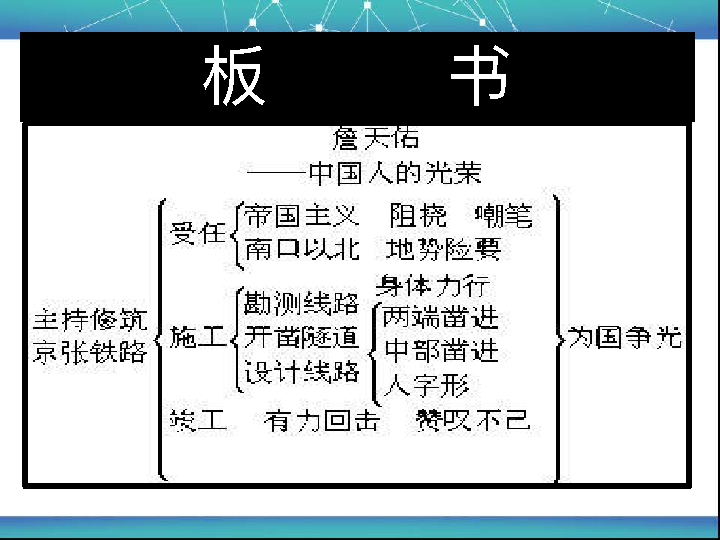 板 书
詹天佑
——中国人的光荣
受任
帝国主义 阻挠 嘲笔
南口以北 地势险要
主持修筑
京张铁路
施工
勘测线路 身体力行
开凿隧道
设计线路
两端凿进
中部凿进
人字形
竣工 有力回击 赞叹不己
为国争光